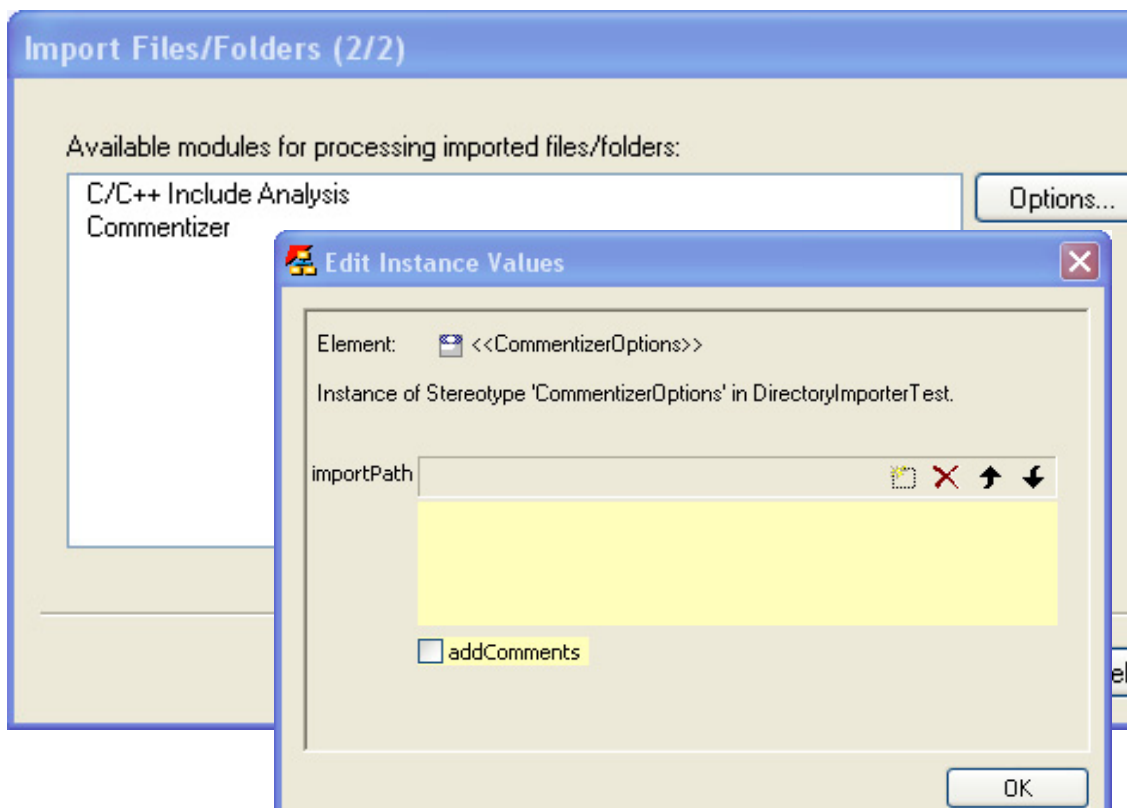 Import Files/Folders (2/2)
Available modules for processing imported files/folders:
C/C++ Include Analysis
Options...
Commentizer
Edit Instance Values
Element: <<CommentizerOptions>>
Instance of Stereotype 'CommentizerOptions' in DirectoryImporterTest.
importPath
addComments
OK